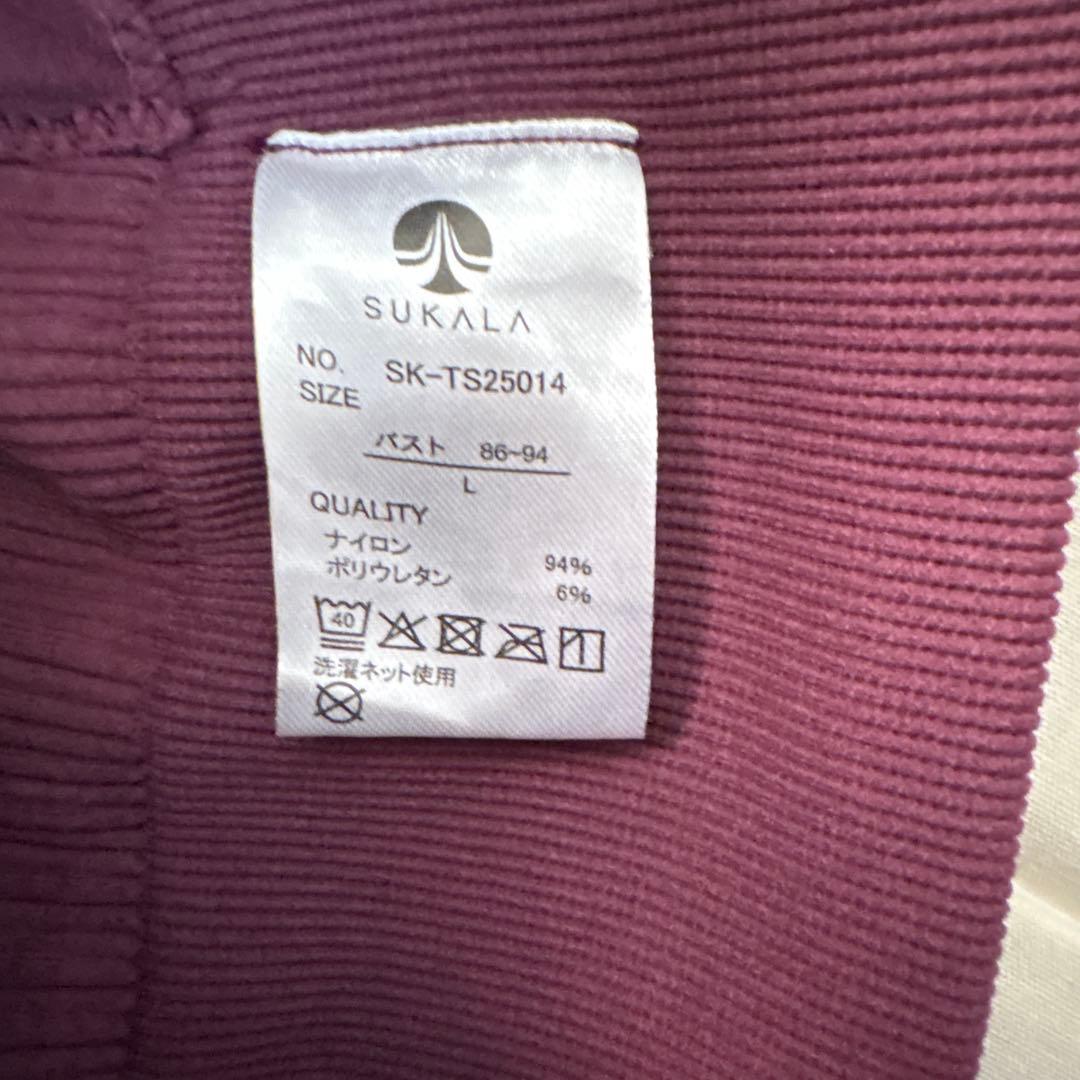 SUKALA
NO. SK-TS25014
SIZE
バスト 86~94
L
QUALITY
ナイロン 94%
ポリウレタン 6%
40
洗濯ネット使用